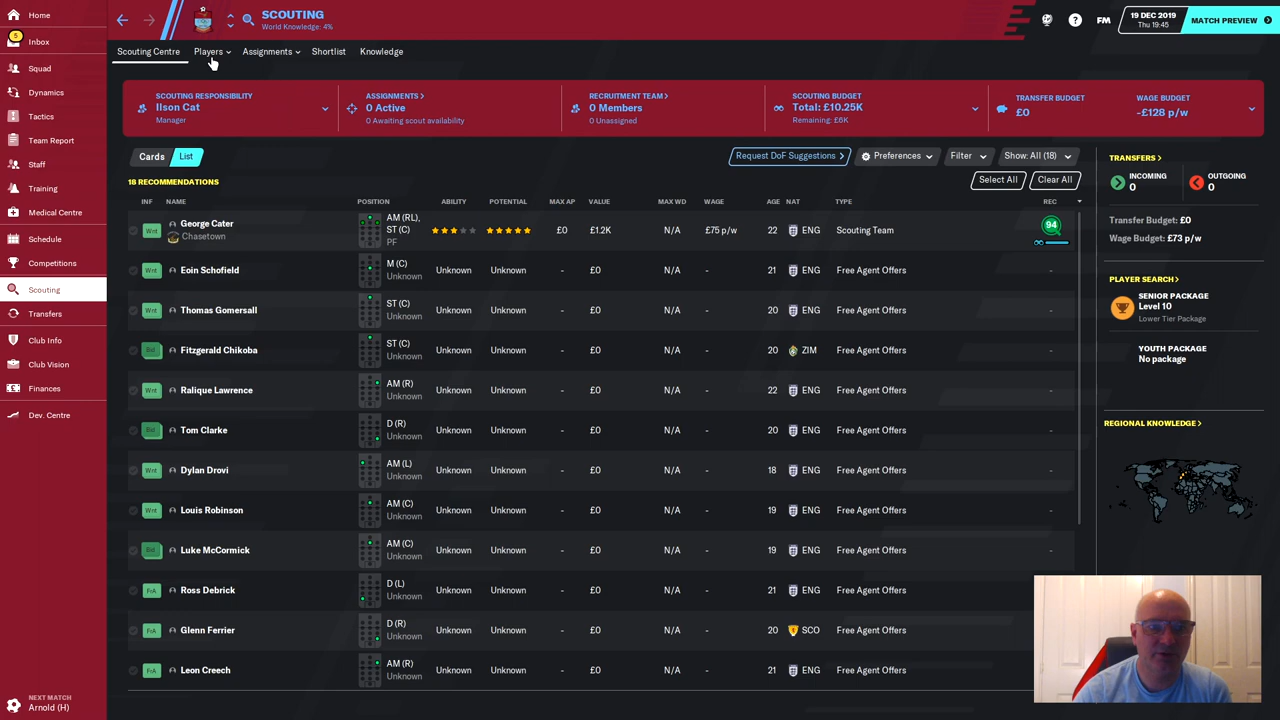 Home
5
Inbox
Squad
Dynamics
Tactics
Team Report
Staff
Training
Medical Centre
Schedule
Competitions
Scouting
Transfers
Club Info
Club Vision
Finances
Dev. Centre
NEXT MATCH
Arnold (H)
SCOUTING
World Knowledge: 4%
?
FM
19 DEC 2019
Thu 19:45
MATCH PREVIEW
Scouting Centre
Players
Assignments
Shortlist
Knowledge
SCOUTING RESPONSIBILITY
Ilson Cat
Manager
ASSIGNMENTS >
0 Active
0 Awaiting scout availability
RECRUITMENT TEAM >
0 Members
0 Unassigned
SCOUTING BUDGET
Total: £10.25K
Remaining: £6K
TRANSFER BUDGET
£0
WAGE BUDGET
-£128 p/w
Cards
List
Request DoF Suggestions >
Preferences
Filter
Show: All (18)
18 RECOMMENDATIONS
Select All
Clear All
INF NAME POSITION ABILITY POTENTIAL MAX AP VALUE MAX WD WAGE AGE NAT TYPE REC
Wnt George Cater Chasetown AM (RL), ST (C) PF £0 £1.2K N/A £75 p/w 22 ENG Scouting Team 94
Wnt Eoin Schofield M (C) Unknown Unknown Unknown - £0 N/A - 21 ENG Free Agent Offers -
Wnt Thomas Gomersall ST (C) Unknown Unknown Unknown - £0 N/A - 20 ENG Free Agent Offers -
Bid Fitzgerald Chikoba ST (C) Unknown Unknown Unknown - £0 N/A - 20 ZIM Free Agent Offers -
Wnt Ralique Lawrence AM (R) Unknown Unknown Unknown - £0 N/A - 22 ENG Free Agent Offers -
Bid Tom Clarke D (R) Unknown Unknown Unknown - £0 N/A - 20 ENG Free Agent Offers -
Wnt Dylan Drovi AM (L) Unknown Unknown Unknown - £0 N/A - 18 ENG Free Agent Offers -
Wnt Louis Robinson AM (C) Unknown Unknown Unknown - £0 N/A - 19 ENG Free Agent Offers -
Bid Luke McCormick AM (C) Unknown Unknown Unknown - £0 N/A - 19 ENG Free Agent Offers -
FrA Ross Debrick D (L) Unknown Unknown Unknown - £0 N/A - 21 ENG Free Agent Offers
FrA Glenn Ferrier D (R) Unknown Unknown Unknown - £0 N/A - 20 SCO Free Agent Offers
FrA Leon Creech AM (R) Unknown Unknown Unknown - £0 N/A - 21 ENG Free Agent Offers
TRANSFERS >
INCOMING
0
OUTGOING
0
Transfer Budget: £0
Wage Budget: £73 p/w
PLAYER SEARCH >
SENIOR PACKAGE
Level 10
Lower Tier Package
YOUTH PACKAGE
No package
REGIONAL KNOWLEDGE >